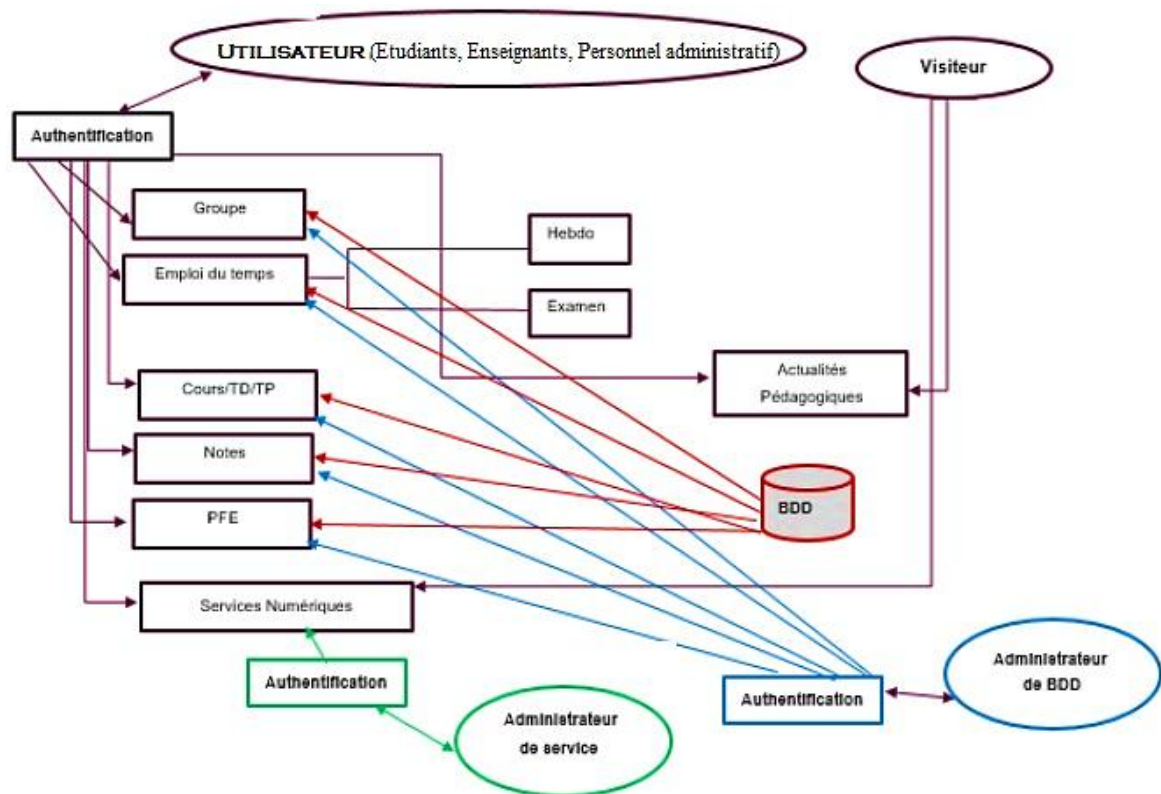 UTILISATEUR (Etudiants, Enseignants, Personnel administratif)
Visiteur
Authentification
Groupe
Hebdo
Emploi du temps
Examen
Actualités
Pédagogiques
Cours/TD/TP
Notes
BDD
PFE
Services Numériques
Authentification
Administrateur
de service
Authentification
Administrateur
de BDD